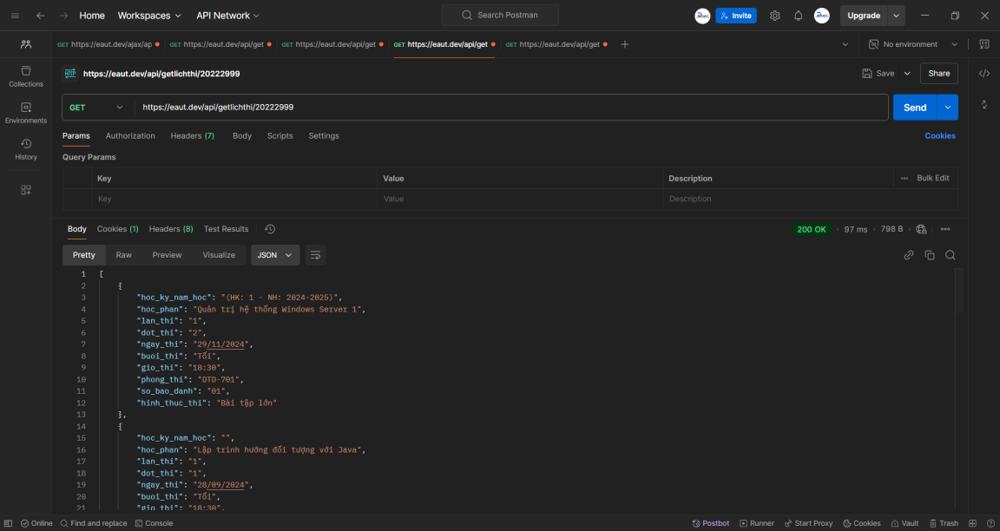 Home Workspaces API Network Search Postman Invite Upgrade
GET https://eaut.dev/ajax/ap GET https://eaut.dev/api/get GET https://eaut.dev/api/get GET https://eaut.dev/api/get GET https://eaut.dev/api/get No environment
Collections
Environments
History
HTTP https://eaut.dev/api/getlichthi/20222999 Save Share
GET https://eaut.dev/api/getlichthi/20222999 Send
Params Authorization Headers (7) Body Scripts Settings Cookies
Query Params
Key Value Description Bulk Edit
Key Value Description
Body Cookies (1) Headers (8) Test Results 200 OK 97 ms 798 B
Pretty Raw Preview Visualize JSON
1 [
2 {
3 "hoc_ky_nam_hoc": "(HK: 1 - NH: 2024-2025)",
4 "hoc_phan": "Quản trị hệ thống Windows Server 1",
5 "lan_thi": "1",
6 "dot_thi": "2",
7 "ngay_thi": "29/11/2024",
8 "buoi_thi": "Tối",
9 "gio_thi": "18:30",
10 "phong_thi": "DTD-701",
11 "so_bao_danh": "01",
12 "hinh_thuc_thi": "Bài tập lớn"
13 },
14 {
15 "hoc_ky_nam_hoc": "",
16 "hoc_phan": "Lập trình hướng đối tượng với Java",
17 "lan_thi": "1",
18 "dot_thi": "1",
19 "ngay_thi": "28/09/2024",
20 "buoi_thi": "Tối",
21 "gio_thi": "18:30",
Online Find and replace Console Postbot Runner Start Proxy Cookies Vault Trash